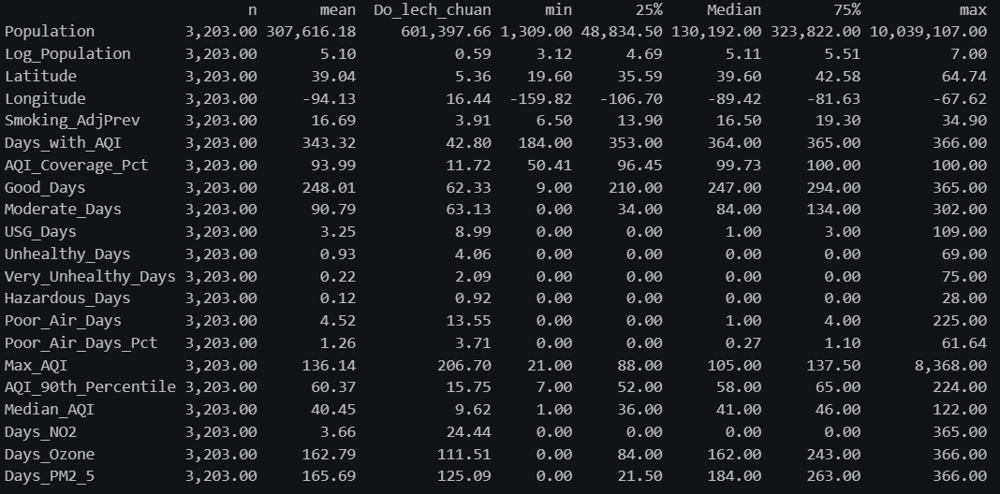 n mean Do_lech_chuan min 25% Median 75% max
Population 3,203.00 307,616.18 601,397.66 1,309.00 48,834.50 130,192.00 323,822.00 10,039,107.00
Log_Population 3,203.00 5.10 0.59 3.12 4.69 5.11 5.51 7.00
Latitude 3,203.00 39.04 5.36 19.60 35.59 39.60 42.58 64.74
Longitude 3,203.00 -94.13 16.44 -159.82 -106.70 -89.42 -81.63 -67.62
Smoking_AdjPrev 3,203.00 16.69 3.91 6.50 13.90 16.50 19.30 34.90
Days_with_AQI 3,203.00 343.32 42.80 184.00 353.00 364.00 365.00 366.00
AQI_Coverage_Pct 3,203.00 93.99 11.72 50.41 96.45 99.73 100.00 100.00
Good_Days 3,203.00 248.01 62.33 9.00 210.00 247.00 294.00 365.00
Moderate_Days 3,203.00 90.79 63.13 0.00 34.00 84.00 134.00 302.00
USG_Days 3,203.00 3.25 8.99 0.00 0.00 1.00 3.00 109.00
Unhealthy_Days 3,203.00 0.93 4.06 0.00 0.00 0.00 0.00 69.00
Very_Unhealthy_Days 3,203.00 0.22 2.09 0.00 0.00 0.00 0.00 75.00
Hazardous_Days 3,203.00 0.12 0.92 0.00 0.00 0.00 0.00 28.00
Poor_Air_Days 3,203.00 4.52 13.55 0.00 0.00 1.00 4.00 225.00
Poor_Air_Days_Pct 3,203.00 1.26 3.71 0.00 0.00 0.27 1.10 61.64
Max_AQI 3,203.00 136.14 206.70 21.00 88.00 105.00 137.50 8,368.00
AQI_90th_Percentile 3,203.00 60.37 15.75 7.00 52.00 58.00 65.00 224.00
Median_AQI 3,203.00 40.45 9.62 1.00 36.00 41.00 46.00 122.00
Days_NO2 3,203.00 3.66 24.44 0.00 0.00 0.00 0.00 365.00
Days_Ozone 3,203.00 162.79 111.51 0.00 84.00 162.00 243.00 366.00
Days_PM2_5 3,203.00 165.69 125.09 0.00 21.50 184.00 263.00 366.00